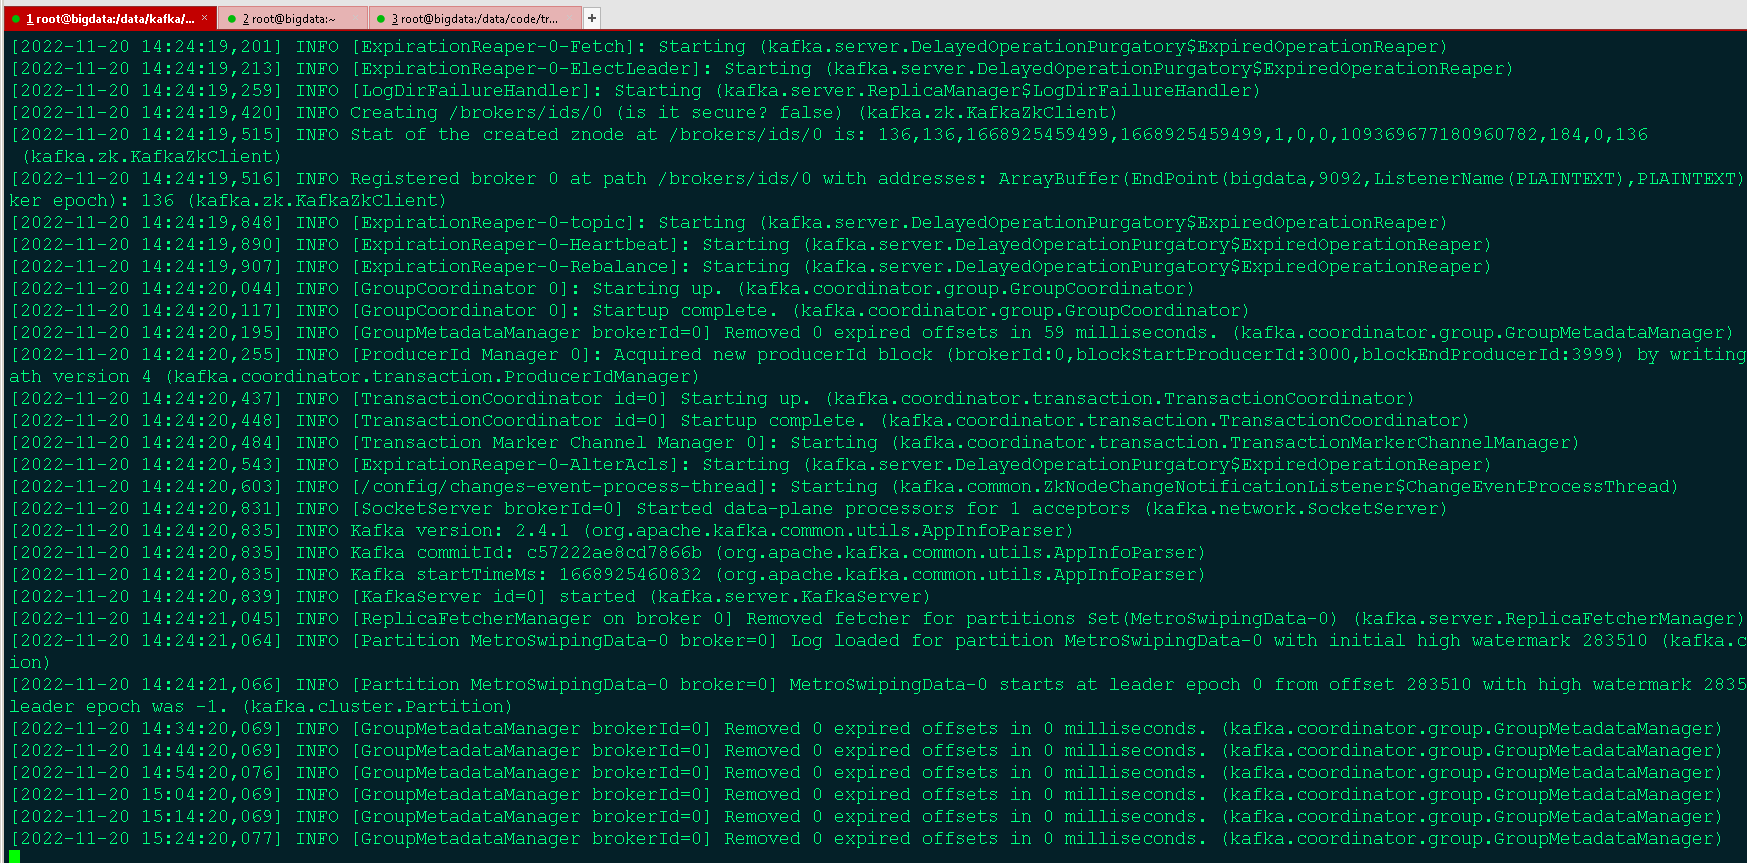 1 root@bigdata:/data/kafka/... × 2 root@bigdata:~ × 3 root@bigdata:/data/code/tr... × +
[2022-11-20 14:24:19,201] INFO [ExpirationReaper-0-Fetch]: Starting (kafka.server.DelayedOperationPurgatory$ExpiredOperationReaper)
[2022-11-20 14:24:19,213] INFO [ExpirationReaper-0-ElectLeader]: Starting (kafka.server.DelayedOperationPurgatory$ExpiredOperationReaper)
[2022-11-20 14:24:19,259] INFO [LogDirFailureHandler]: Starting (kafka.server.ReplicaManager$LogDirFailureHandler)
[2022-11-20 14:24:19,420] INFO Creating /brokers/ids/0 (is it secure? false) (kafka.zk.KafkaZkClient)
[2022-11-20 14:24:19,515] INFO Stat of the created znode at /brokers/ids/0 is: 136,136,1668925459499,1668925459499,1,0,0,109369677180960782,184,0,136
(kafka.zk.KafkaZkClient)
[2022-11-20 14:24:19,516] INFO Registered broker 0 at path /brokers/ids/0 with addresses: ArrayBuffer(EndPoint(bigdata,9092,ListenerName(PLAINTEXT),PLAINTEXT)
ker epoch): 136 (kafka.zk.KafkaZkClient)
[2022-11-20 14:24:19,848] INFO [ExpirationReaper-0-topic]: Starting (kafka.server.DelayedOperationPurgatory$ExpiredOperationReaper)
[2022-11-20 14:24:19,890] INFO [ExpirationReaper-0-Heartbeat]: Starting (kafka.server.DelayedOperationPurgatory$ExpiredOperationReaper)
[2022-11-20 14:24:19,907] INFO [ExpirationReaper-0-Rebalance]: Starting (kafka.server.DelayedOperationPurgatory$ExpiredOperationReaper)
[2022-11-20 14:24:20,044] INFO [GroupCoordinator 0]: Starting up. (kafka.coordinator.group.GroupCoordinator)
[2022-11-20 14:24:20,117] INFO [GroupCoordinator 0]: Startup complete. (kafka.coordinator.group.GroupCoordinator)
[2022-11-20 14:24:20,195] INFO [GroupMetadataManager brokerId=0] Removed 0 expired offsets in 59 milliseconds. (kafka.coordinator.group.GroupMetadataManager)
[2022-11-20 14:24:20,255] INFO [ProducerId Manager 0]: Acquired new producerId block (brokerId:0,blockStartProducerId:3000,blockEndProducerId:3999) by writing
ath version 4 (kafka.coordinator.transaction.ProducerIdManager)
[2022-11-20 14:24:20,437] INFO [TransactionCoordinator id=0] Starting up. (kafka.coordinator.transaction.TransactionCoordinator)
[2022-11-20 14:24:20,448] INFO [TransactionCoordinator id=0] Startup complete. (kafka.coordinator.transaction.TransactionCoordinator)
[2022-11-20 14:24:20,484] INFO [Transaction Marker Channel Manager 0]: Starting (kafka.coordinator.transaction.TransactionMarkerChannelManager)
[2022-11-20 14:24:20,543] INFO [ExpirationReaper-0-AlterAcls]: Starting (kafka.server.DelayedOperationPurgatory$ExpiredOperationReaper)
[2022-11-20 14:24:20,603] INFO [/config/changes-event-process-thread]: Starting (kafka.common.ZkNodeChangeNotificationListener$ChangeEventProcessThread)
[2022-11-20 14:24:20,831] INFO [SocketServer brokerId=0] Started data-plane processors for 1 acceptors (kafka.network.SocketServer)
[2022-11-20 14:24:20,835] INFO Kafka version: 2.4.1 (org.apache.kafka.common.utils.AppInfoParser)
[2022-11-20 14:24:20,835] INFO Kafka commitId: c57222ae8cd7866b (org.apache.kafka.common.utils.AppInfoParser)
[2022-11-20 14:24:20,835] INFO Kafka startTimeMs: 1668925460832 (org.apache.kafka.common.utils.AppInfoParser)
[2022-11-20 14:24:20,839] INFO [KafkaServer id=0] started (kafka.server.KafkaServer)
[2022-11-20 14:24:21,045] INFO [ReplicaFetcherManager on broker 0] Removed fetcher for partitions Set(MetroSwipingData-0) (kafka.server.ReplicaFetcherManager)
[2022-11-20 14:24:21,064] INFO [Partition MetroSwipingData-0 broker=0] Log loaded for partition MetroSwipingData-0 with initial high watermark 283510 (kafka.c
ion)
[2022-11-20 14:24:21,066] INFO [Partition MetroSwipingData-0 broker=0] MetroSwipingData-0 starts at leader epoch 0 from offset 283510 with high watermark 2835
leader epoch was -1. (kafka.cluster.Partition)
[2022-11-20 14:34:20,069] INFO [GroupMetadataManager brokerId=0] Removed 0 expired offsets in 0 milliseconds. (kafka.coordinator.group.GroupMetadataManager)
[2022-11-20 14:44:20,069] INFO [GroupMetadataManager brokerId=0] Removed 0 expired offsets in 0 milliseconds. (kafka.coordinator.group.GroupMetadataManager)
[2022-11-20 14:54:20,076] INFO [GroupMetadataManager brokerId=0] Removed 0 expired offsets in 0 milliseconds. (kafka.coordinator.group.GroupMetadataManager)
[2022-11-20 15:04:20,069] INFO [GroupMetadataManager brokerId=0] Removed 0 expired offsets in 0 milliseconds. (kafka.coordinator.group.GroupMetadataManager)
[2022-11-20 15:14:20,069] INFO [GroupMetadataManager brokerId=0] Removed 0 expired offsets in 0 milliseconds. (kafka.coordinator.group.GroupMetadataManager)
[2022-11-20 15:24:20,077] INFO [GroupMetadataManager brokerId=0] Removed 0 expired offsets in 0 milliseconds. (kafka.coordinator.group.GroupMetadataManager)